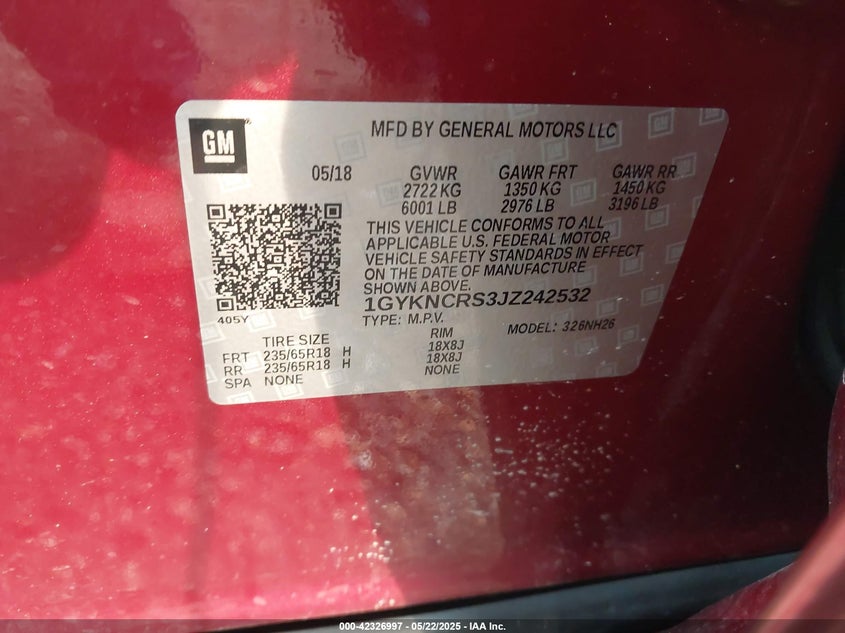 GM
MFD BY GENERAL MOTORS LLC
05/18 GVWR GAWR FRT GAWR RR
2722 KG 1350 KG 1450 KG
6001 LB 2976 LB 3196 LB
THIS VEHICLE CONFORMS TO ALL
APPLICABLE U.S. FEDERAL MOTOR
VEHICLE SAFETY STANDARDS IN EFFECT
ON THE DATE OF MANUFACTURE
SHOWN ABOVE.
1GYKNCRS3JZ242532
405Y
TYPE: M.P.V. MODEL: 326NH26
TIRE SIZE RIM
FRT 235/65R18 H 18X8J
RR 235/65R18 H 18X8J
SPA NONE NONE
000-42326997 - 05/22/2025 - IAA Inc.